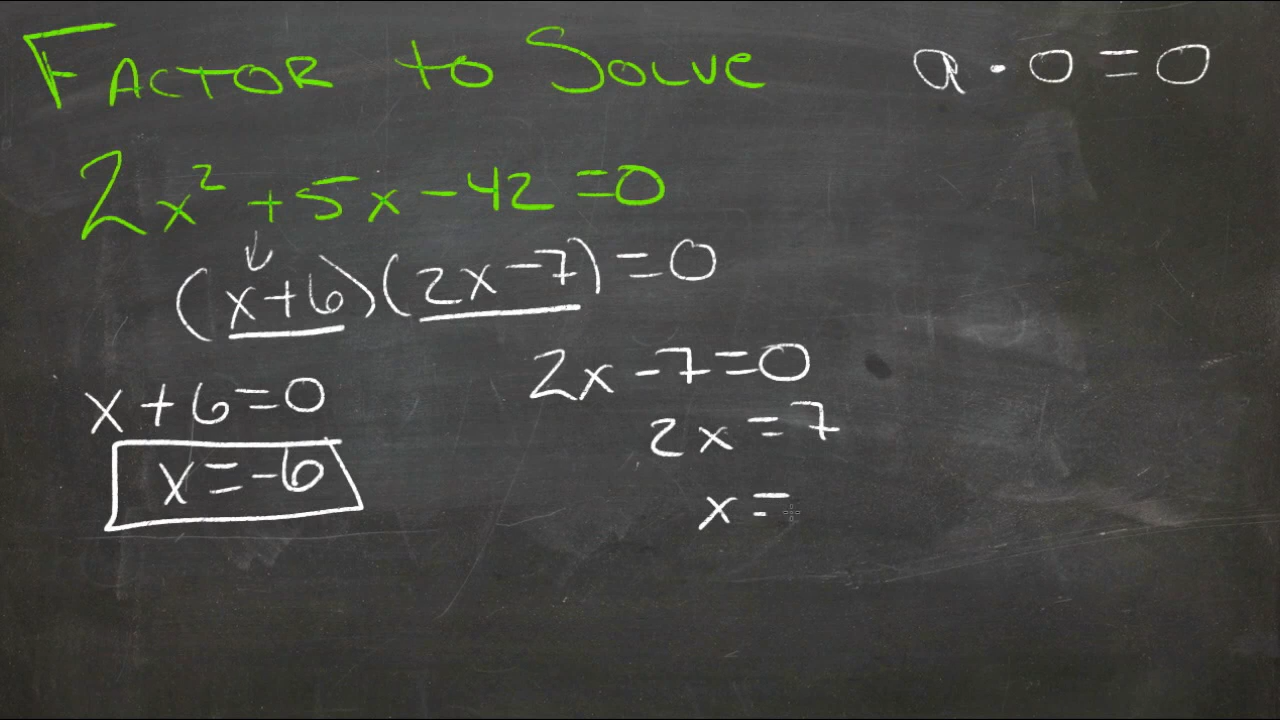 FACTOR to SOLVE
a · 0 = 0
2x² + 5x - 42 = 0
(x+6)(2x-7) = 0
x + 6 = 0
x = -6
2x - 7 = 0
2x = 7
x =